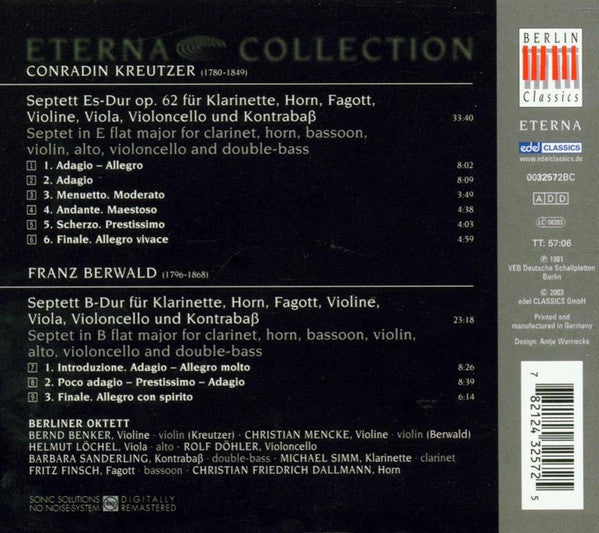 ETERNA COLLECTION
CONRADIN KREUTZER (1780-1849)
Septett Es-Dur op. 62 für Klarinette, Horn, Fagott,
Violine, Viola, Violoncello und Kontrabaß 33:40
Septet in E flat major for clarinet, horn, bassoon,
violin, alto, violoncello and double-bass
1 1. Adagio – Allegro 8:02
2 2. Adagio 8:09
3 3. Menuetto. Moderato 3:49
4 4. Andante. Maestoso 4:38
5 5. Scherzo. Prestissimo 4:03
6 6. Finale. Allegro vivace 4:59
FRANZ BERWALD (1796-1868)
Septett B-Dur für Klarinette, Horn, Fagott, Violine,
Viola, Violoncello und Kontrabaß 23:18
Septet in B flat major for clarinet, horn, bassoon, violin,
alto, violoncello and double-bass
7 1. Introduzione. Adagio – Allegro molto 8:26
8 2. Poco adagio – Prestissimo – Adagio 8:39
9 3. Finale. Allegro con spirito 6:14
BERLINER OKTETT
BERND BENKER, Violine · violin (Kreutzer) · CHRISTIAN MENCKE, Violine · violin (Berwald)
HELMUT LÖCHEL, Viola · alto · ROLF DÖHLER, Violoncello
BARBARA SANDERLING, Kontrabaß · double-bass · MICHAEL SIMM, Klarinette · clarinet
FRITZ FINSCH, Fagott · bassoon · CHRISTIAN FRIEDRICH DALLMANN, Horn
SONIC SOLUTIONS
NO NOISE-SYSTEM
DIGITALLY
REMASTERED
BERLIN
Classics
ETERNA
edel CLASSICS
www.edelclassics.de
0032572BC
ADD
LC 06203
TT: 57:06
Ⓟ 1981
VEB Deutsche Schallplatten
Berlin
© 2003
edel CLASSICS GmbH
Printed and
manufactured in Germany
Design: Antje Warnecke
7 82124 32572 5